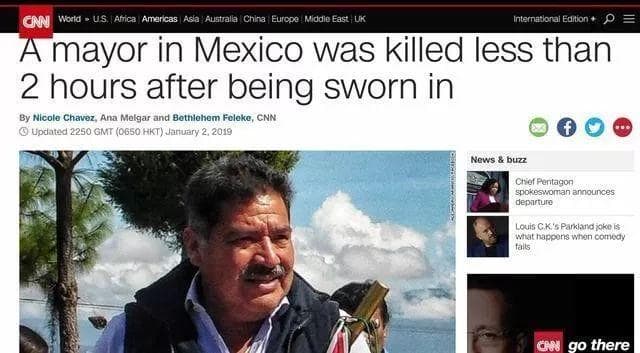 CNN World » U.S. | Africa | Americas | Asia | Australia | China | Europe | Middle East | UK International Edition +
A mayor in Mexico was killed less than
2 hours after being sworn in
By Nicole Chavez, Ana Melgar and Bethlehem Feleke, CNN
Updated 2250 GMT (0650 HKT) January 2, 2019
News & buzz
Chief Pentagon
spokeswoman announces
departure
Louis C.K.'s Parkland joke is
what happens when comedy
fails
CNN go there